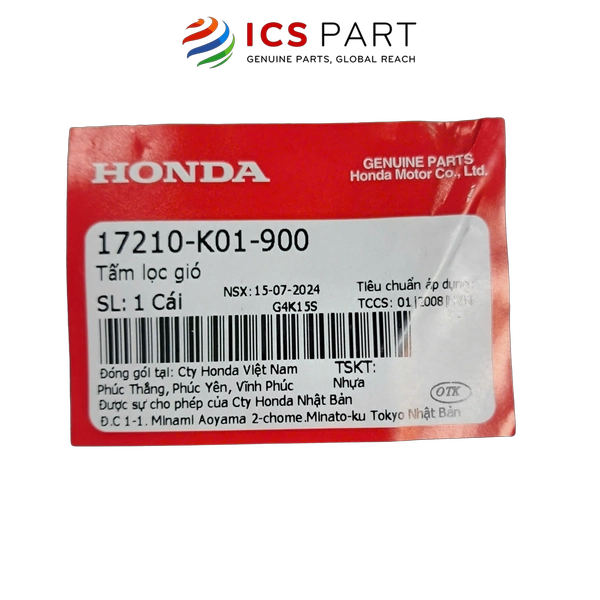 ICS PART
GENUINE PARTS, GLOBAL REACH
HONDA
GENUINE PARTS
Honda Motor Co., Ltd.
17210-K01-900
Tấm lọc gió
NSX: 15-07-2024
Tiêu chuẩn áp dụng
SL: 1 Cái
G4K15S
TCCS: 01|2008|
Đóng gói tại: Cty Honda Việt Nam
TSKT:
Phúc Thắng, Phúc Yên, Vĩnh Phúc
Nhựa
Được sự cho phép của Cty Honda Nhật Bản
OTK
Đ.C 1-1. Minami Aoyama 2-chome.Minato-ku Tokyo Nhật Bản